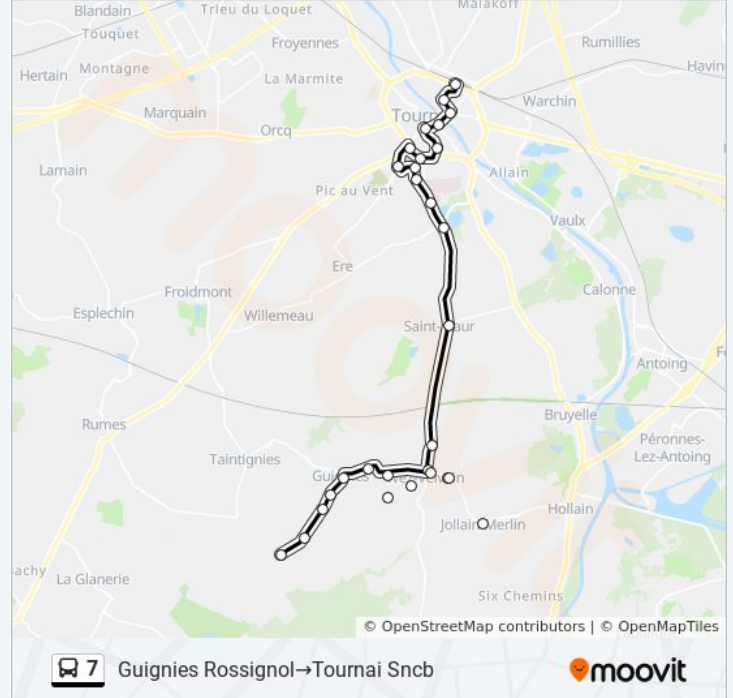 Blandain
Trieu du Loquet
Malakoff
Touquet
Froyennes
Rumillies
Hertain
Montagne
La Marmite
Havin
Warchin
Marquain
Tour
Orcq
Lamain
Allain
Pic au Vent
Vaulx
Ere
Froidmont
Calonne
Esplechin
Willemeau
Saint-Maur
Antoing
Rumes
Bruyelle
Péronnes-
Lez-Antoing
Taintignies
Hollain
Jollain Merlin
La Glanerie
Six Chemins
© OpenStreetMap contributors | © OpenMapTiles
7 Guignies Rossignol→Tournai Sncb
moovit